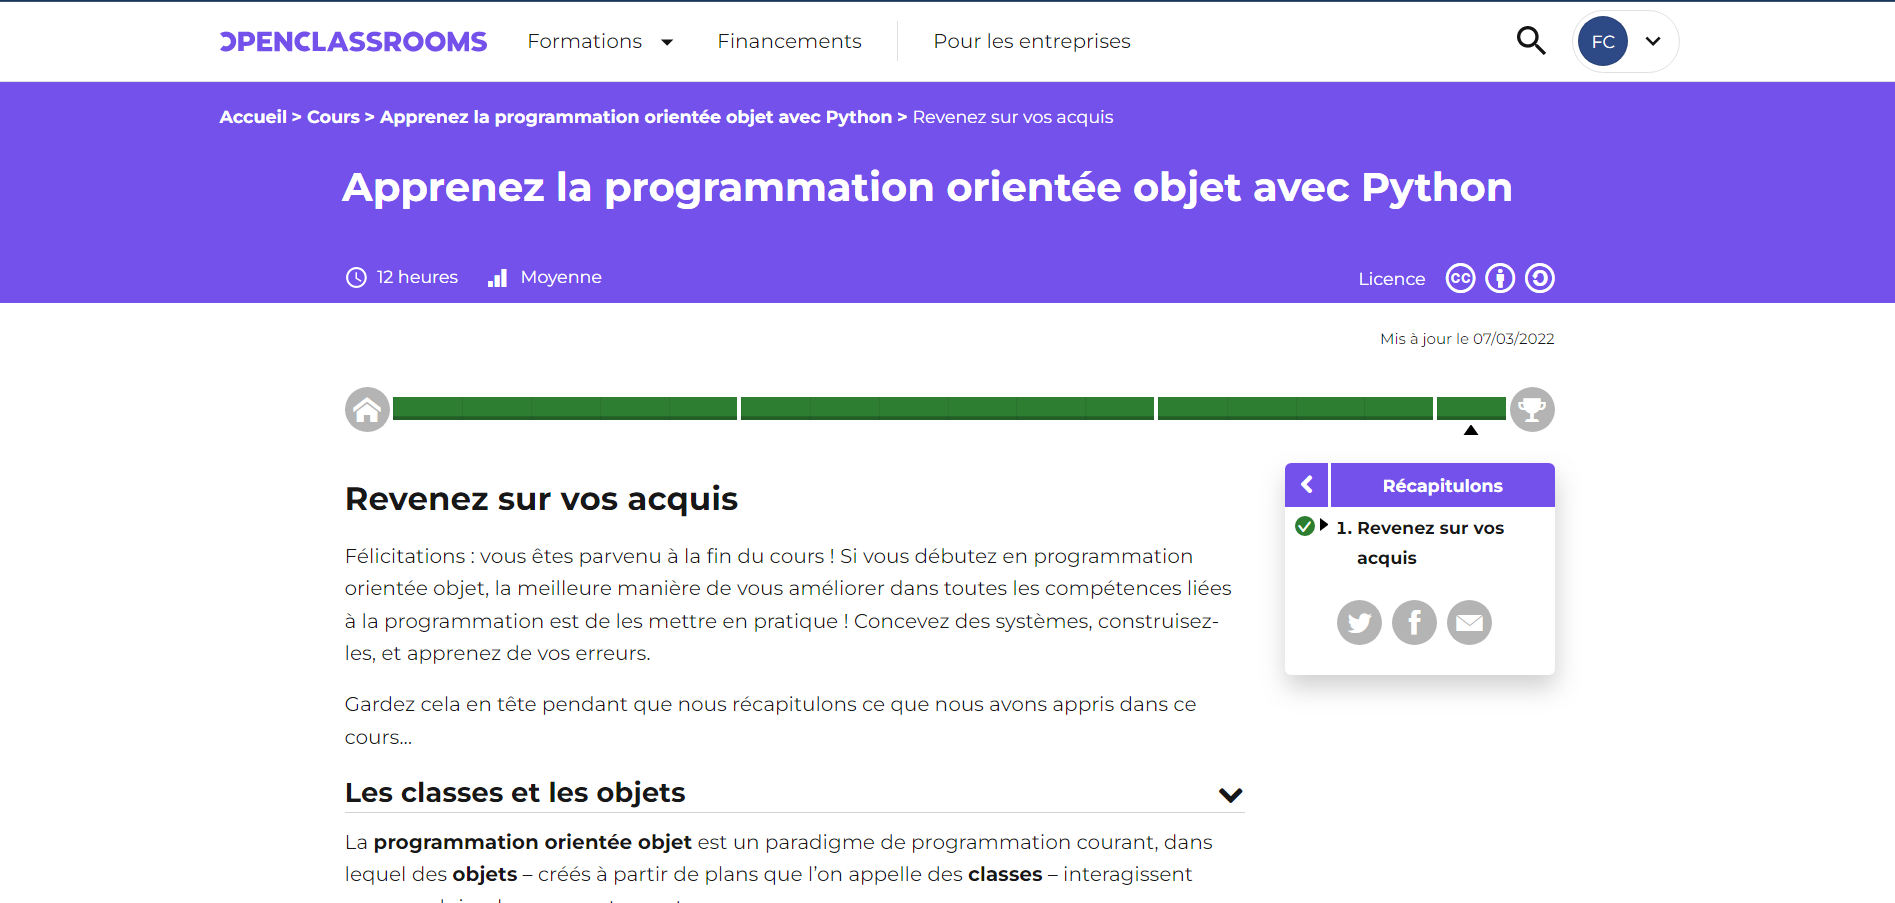 OPENCLASSROOMS Formations Financements Pour les entreprises FC
Accueil > Cours > Apprenez la programmation orientée objet avec Python > Revenez sur vos acquis
Apprenez la programmation orientée objet avec Python
12 heures Moyenne Licence cc
Mis à jour le 07/03/2022
Revenez sur vos acquis
Félicitations : vous êtes parvenu à la fin du cours ! Si vous débutez en programmation
orientée objet, la meilleure manière de vous améliorer dans toutes les compétences liées
à la programmation est de les mettre en pratique ! Concevez des systèmes, construisez-
les, et apprenez de vos erreurs.
Gardez cela en tête pendant que nous récapitulons ce que nous avons appris dans ce
cours…
Les classes et les objets
La programmation orientée objet est un paradigme de programmation courant, dans
lequel des objets – créés à partir de plans que l’on appelle des classes – interagissent
Récapitulons
1. Revenez sur vos
acquis